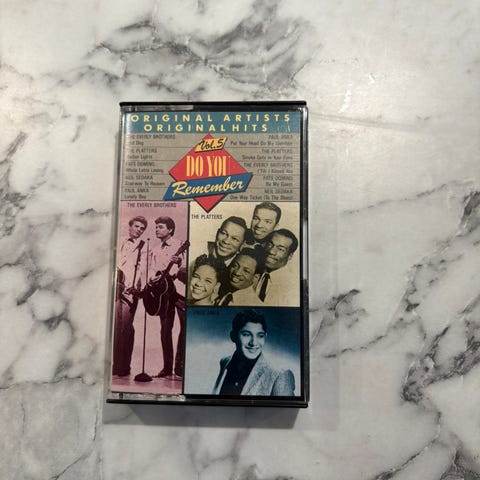 ORIGINAL ARTISTS
ORIGINAL HITS
Vol. 5
DO YOU
Remember
THE EVERLY BROTHERS
Bird Dog
THE PLATTERS
Harbor Lights
FATS DOMINO
Whole Lotta Loving
NEIL SEDAKA
Stairway To Heaven
PAUL ANKA
Lonely Boy
PAUL ANKA
Put Your Head On My Shoulder
THE PLATTERS
Smoke Gets In Your Eyes
THE EVERLY BROTHERS
('Til) I Kissed You
FATS DOMINO
Be My Guest
NEIL SEDAKA
One Way Ticket (To The Blues)
THE EVERLY BROTHERS
THE PLATTERS
PAUL ANKA